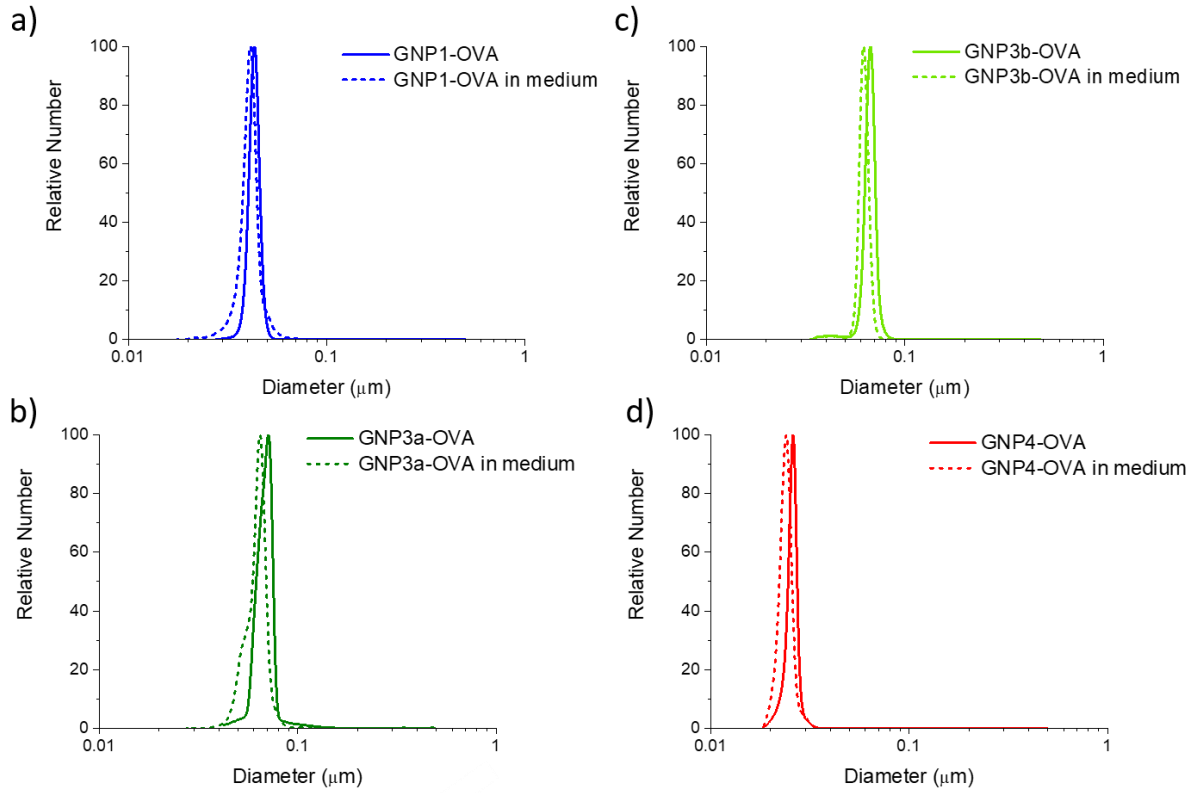 a)
GNP1-OVA
GNP1-OVA in medium
Relative Number
100
80
60
40
20
0
0.01
0.1
1
Diameter (μm)
c)
GNP3b-OVA
GNP3b-OVA in medium
Relative Number
100
80
60
40
20
0
0.01
0.1
1
Diameter (μm)
b)
GNP3a-OVA
GNP3a-OVA in medium
Relative Number
100
80
60
40
20
0
0.01
0.1
1
Diameter (μm)
d)
GNP4-OVA
GNP4-OVA in medium
Relative Number
100
80
60
40
20
0
0.01
0.1
1
Diameter (μm)